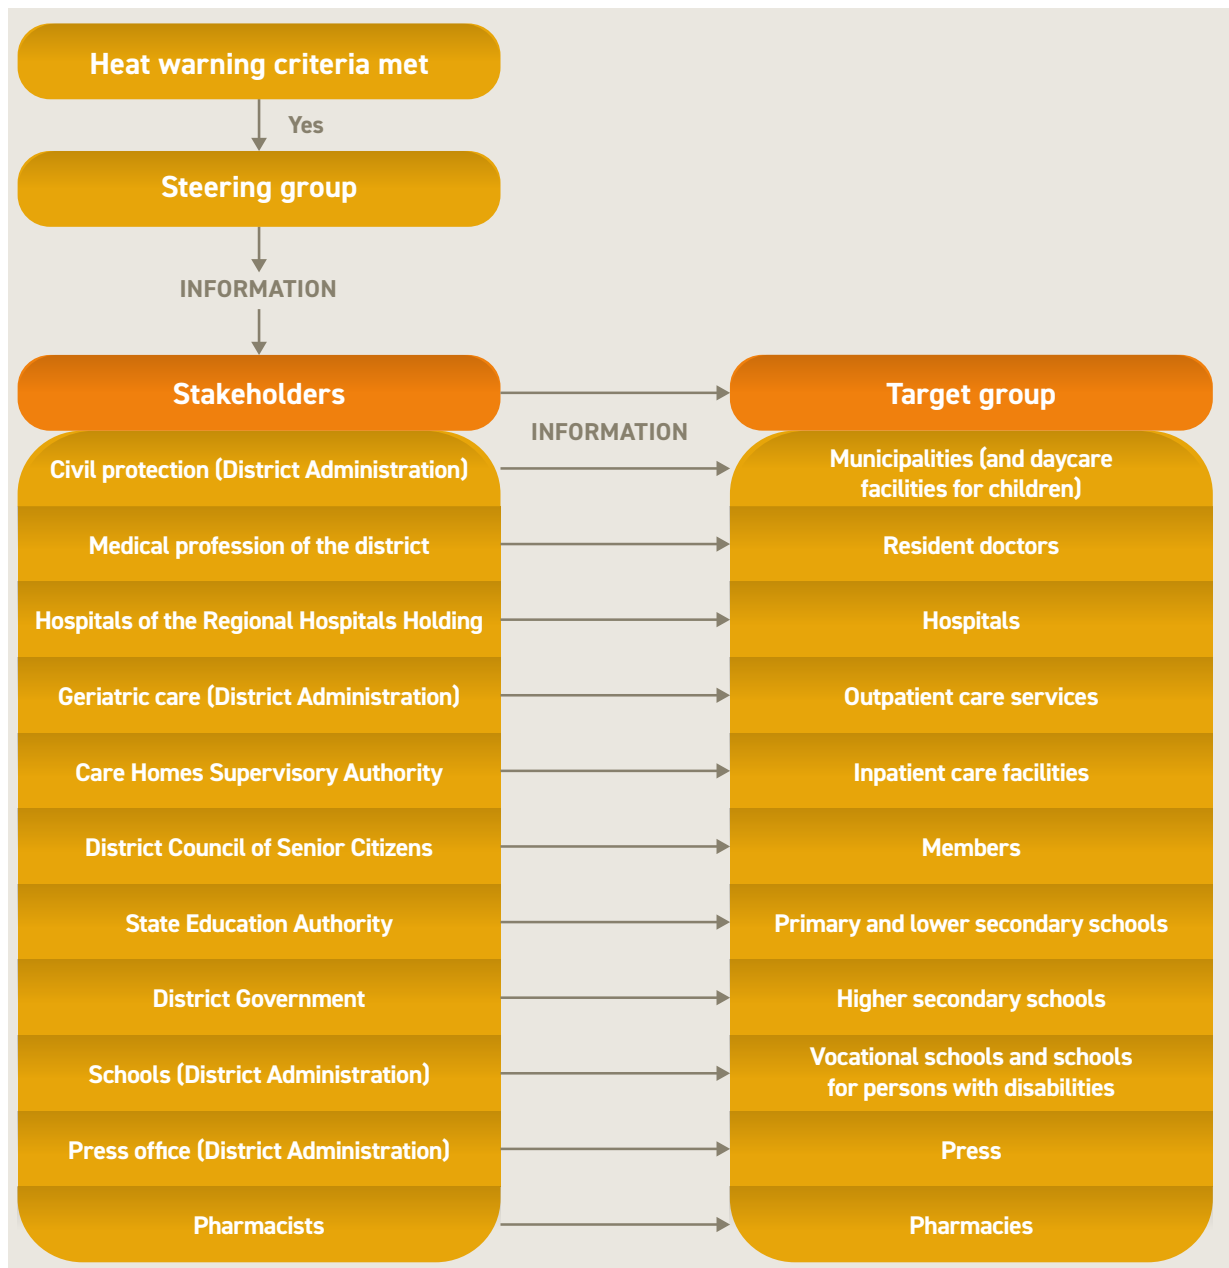 Heat warning criteria met
Yes
Steering group
INFORMATION
Stakeholders
Target group
INFORMATION
Civil protection (District Administration)
Municipalities (and daycare
facilities for children)
Medical profession of the district
Resident doctors
Hospitals of the Regional Hospitals Holding
Hospitals
Geriatric care (District Administration)
Outpatient care services
Care Homes Supervisory Authority
Inpatient care facilities
District Council of Senior Citizens
Members
State Education Authority
Primary and lower secondary schools
District Government
Higher secondary schools
Schools (District Administration)
Vocational schools and schools
for persons with disabilities
Press office (District Administration)
Press
Pharmacists
Pharmacies